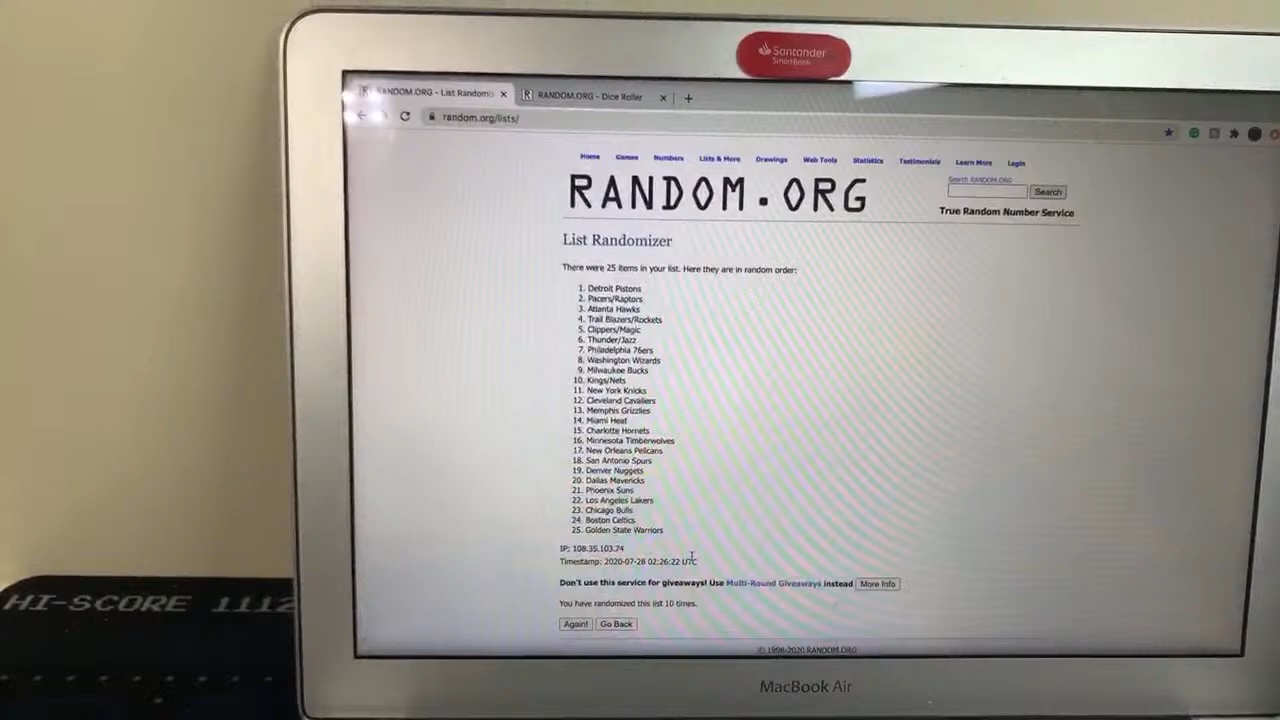 Santander
SmartBank
RANDOM.ORG - List Randomi
RANDOM.ORG - Dice Roller
random.org/lists/
Home Games Numbers Lists & More Drawings Web Tools Statistics Testimonials Learn More Login
RANDOM.ORG
Search RANDOM.ORG
Search
True Random Number Service
List Randomizer
There were 25 items in your list. Here they are in random order:
1. Detroit Pistons
2. Pacers/Raptors
3. Atlanta Hawks
4. Trail Blazers/Rockets
5. Clippers/Magic
6. Thunder/Jazz
7. Philadelphia 76ers
8. Washington Wizards
9. Milwaukee Bucks
10. Kings/Nets
11. New York Knicks
12. Cleveland Cavaliers
13. Memphis Grizzlies
14. Miami Heat
15. Charlotte Hornets
16. Minnesota Timberwolves
17. New Orleans Pelicans
18. San Antonio Spurs
19. Denver Nuggets
20. Dallas Mavericks
21. Phoenix Suns
22. Los Angeles Lakers
23. Chicago Bulls
24. Boston Celtics
25. Golden State Warriors
IP: 108.35.103.74
Timestamp: 2020-07-28 02:26:22 UTC
Don't use this service for giveaways! Use Multi-Round Giveaways instead More Info
You have randomized this list 10 times.
Again! Go Back
© 1998-2020 RANDOM.ORG
HI-SCORE 1112
MacBook Air